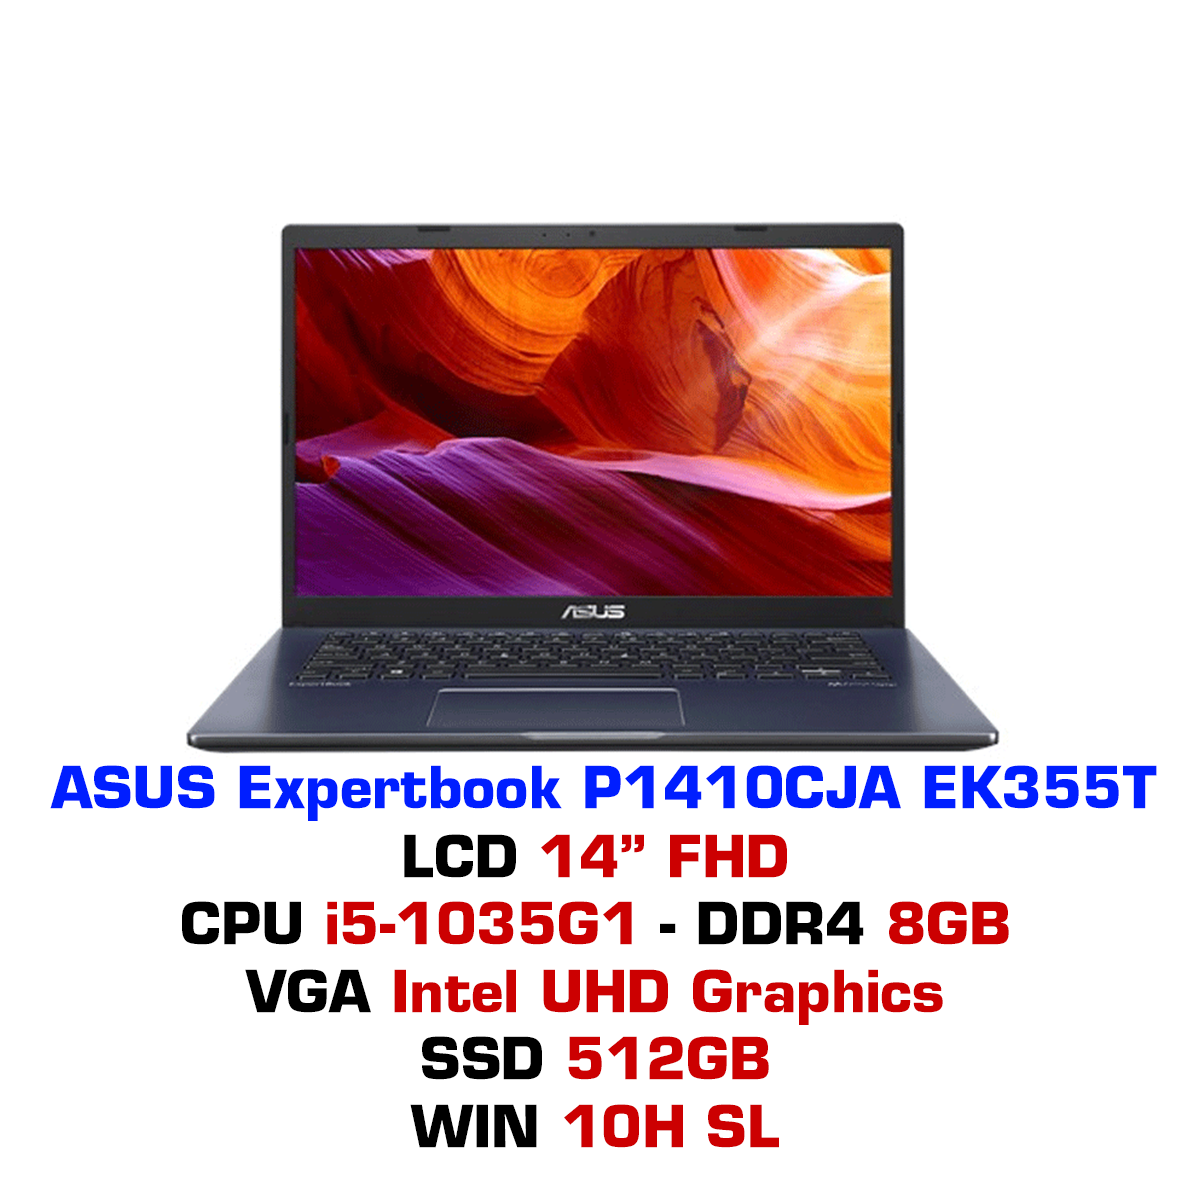 ASUS
ExpertBook
ASUS Expertbook P1410CJA EK355T
LCD 14” FHD
CPU i5-1035G1 - DDR4 8GB
VGA Intel UHD Graphics
SSD 512GB
WIN 10H SL